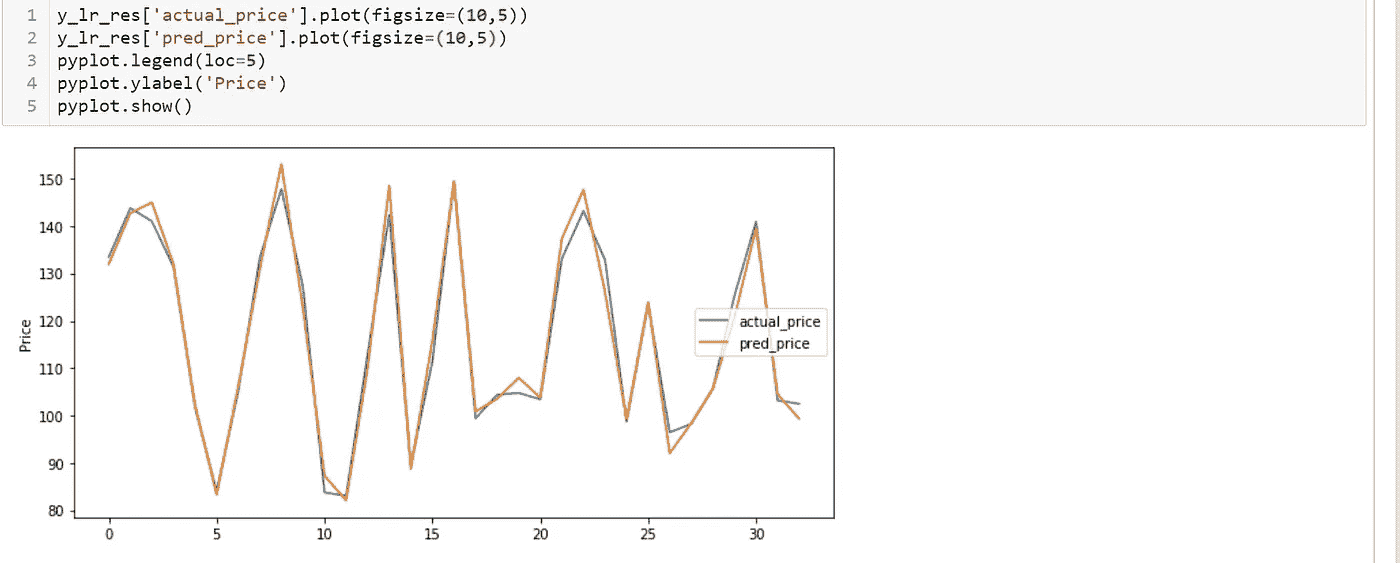 1 y_lr_res['actual_price'].plot(figsize=(10,5))
2 y_lr_res['pred_price'].plot(figsize=(10,5))
3 pyplot.legend(loc=5)
4 pyplot.ylabel('Price')
5 pyplot.show()
150
140
130
120
110
100
90
80
Price
actual_price
pred_price
0 5 10 15 20 25 30